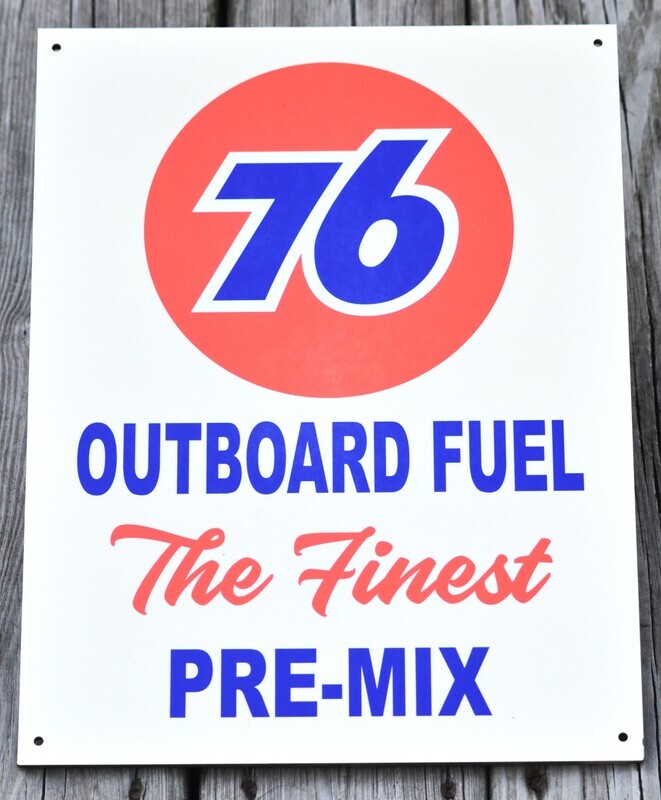 76
OUTBOARD FUEL
The Finest
PRE-MIX